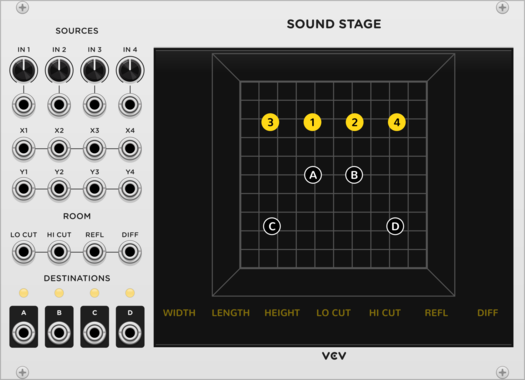 SOUND STAGE
SOURCES
IN 1 IN 2 IN 3 IN 4
X1 X2 X3 X4
Y1 Y2 Y3 Y4
ROOM
LO CUT HI CUT REFL DIFF
DESTINATIONS
A B C D
3 1 2 4
A B
C D
WIDTH LENGTH HEIGHT LO CUT HI CUT REFL DIFF
VCV